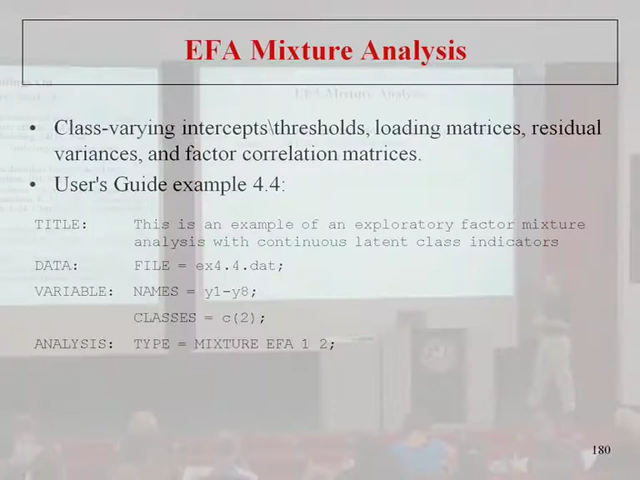 EFA Mixture Analysis
• Class-varying intercepts\thresholds, loading matrices, residual
variances, and factor correlation matrices.
• User's Guide example 4.4:
TITLE: This is an example of an exploratory factor mixture
analysis with continuous latent class indicators
DATA: FILE = ex4.4.dat;
VARIABLE: NAMES = y1-y8;
CLASSES = c(2);
ANALYSIS: TYPE = MIXTURE EFA 1 2;
180